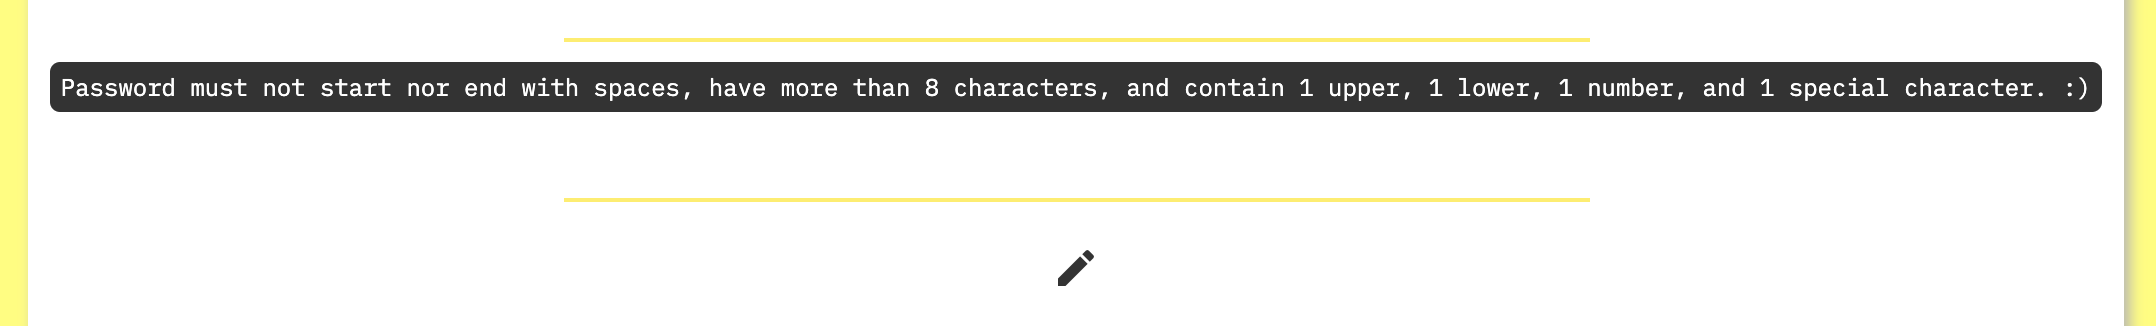 Password must not start nor end with spaces, have more than 8 characters, and contain 1 upper, 1 lower, 1 number, and 1 special character. :)